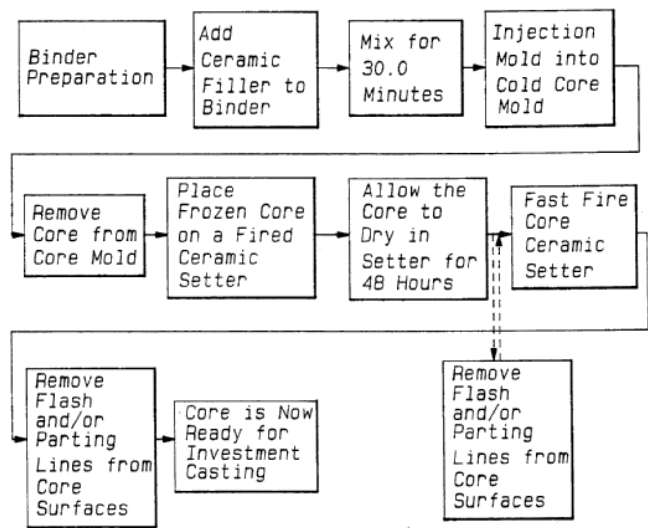 Binder
Preparation
Add
Ceramic
Filler to
Binder
Mix for
30.0
Minutes
Injection
Mold into
Cold Core
Mold
Remove
Core from
Core Mold
Place
Frozen Core
on a Fired
Ceramic
Setter
Allow the
Core to
Dry in
Setter for
48 Hours
Fast Fire
Core
Ceramic
Setter
Remove
Flash
and/or
Parting
Lines from
Core
Surfaces
Core is Now
Ready for
Investment
Casting
Remove
Flash
and/or
Parting
Lines from
Core
Surfaces